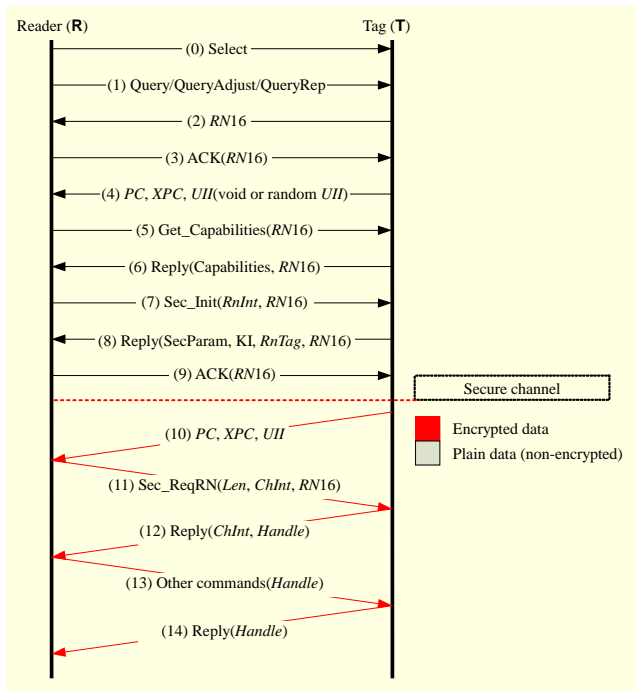 Reader (R)
Tag (T)
(0) Select
(1) Query/QueryAdjust/QueryRep
(2) RN16
(3) ACK(RN16)
(4) PC, XPC, UII(void or random UII)
(5) Get_Capabilities(RN16)
(6) Reply(Capabilities, RN16)
(7) Sec_Init(RnInt, RN16)
(8) Reply(SecParam, KI, RnTag, RN16)
(9) ACK(RN16)
Secure channel
Encrypted data
Plain data (non-encrypted)
(10) PC, XPC, UII
(11) Sec_ReqRN(Len, ChInt, RN16)
(12) Reply(ChInt, Handle)
(13) Other commands(Handle)
(14) Reply(Handle)